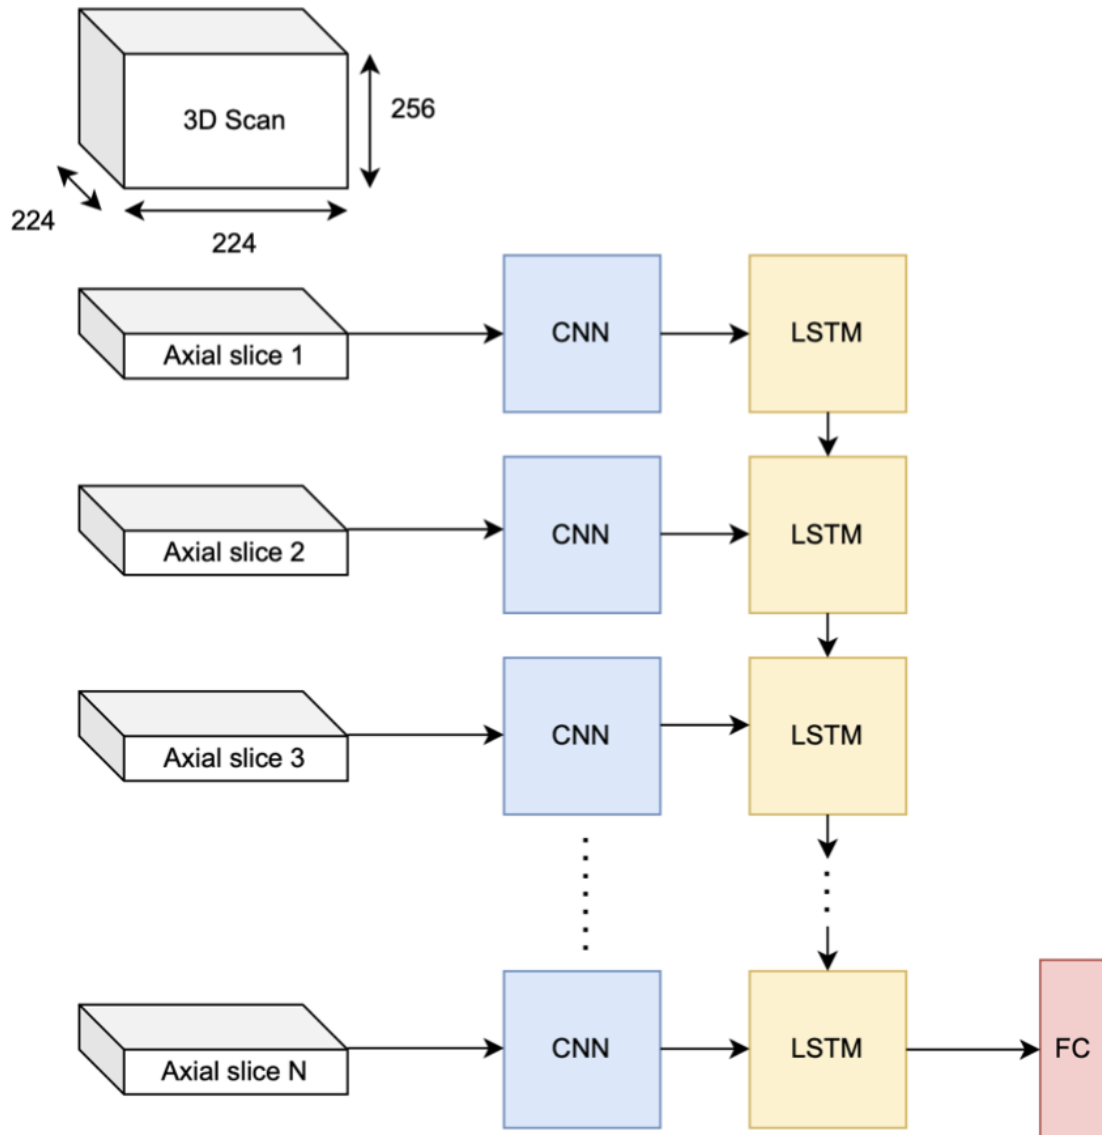 3D Scan
256
224
224
Axial slice 1
CNN
LSTM
Axial slice 2
CNN
LSTM
Axial slice 3
CNN
LSTM
Axial slice N
CNN
LSTM
FC